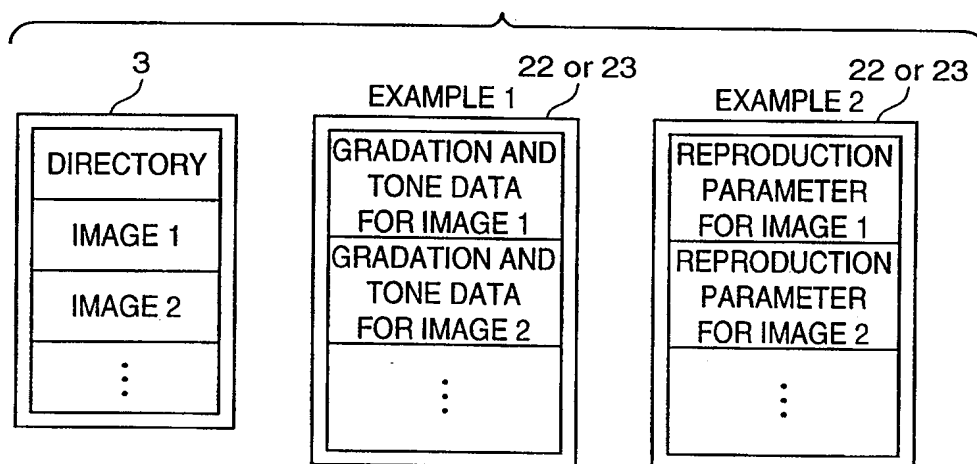 3
DIRECTORY
IMAGE 1
IMAGE 2
22 or 23
EXAMPLE 1
GRADATION AND
TONE DATA
FOR IMAGE 1
GRADATION AND
TONE DATA
FOR IMAGE 2
22 or 23
EXAMPLE 2
REPRODUCTION
PARAMETER
FOR IMAGE 1
REPRODUCTION
PARAMETER
FOR IMAGE 2